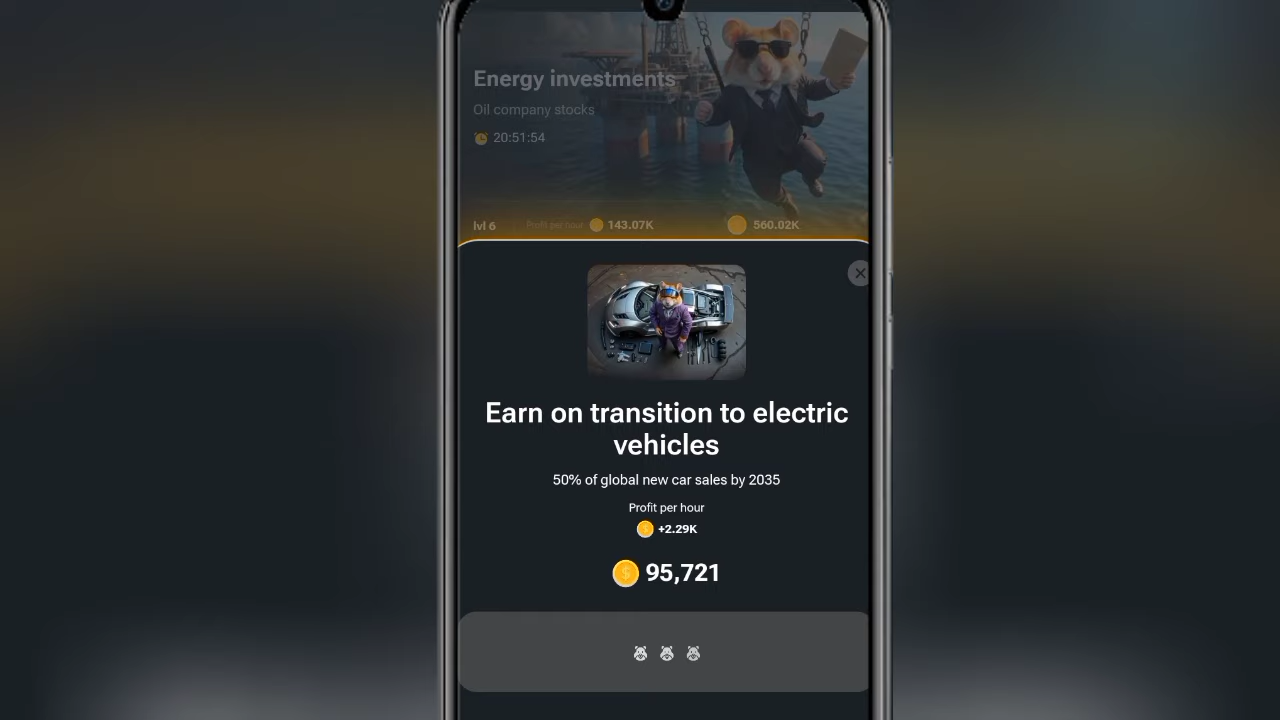 Energy investments
Oil company stocks
20:51:54
lvl 6 Profit per hour 143.07K 560.02K
Earn on transition to electric
vehicles
50% of global new car sales by 2035
Profit per hour
+2.29K
95,721